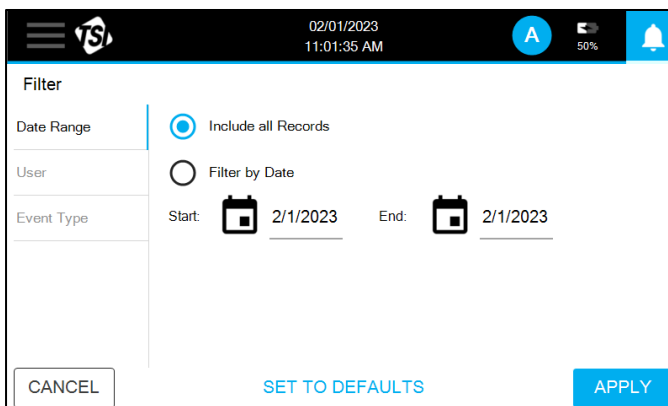 TSI
02/01/2023
11:01:35 AM
A
50%
Filter
Date Range
Include all Records
User
Filter by Date
Event Type
Start:
2/1/2023
End:
2/1/2023
CANCEL
SET TO DEFAULTS
APPLY